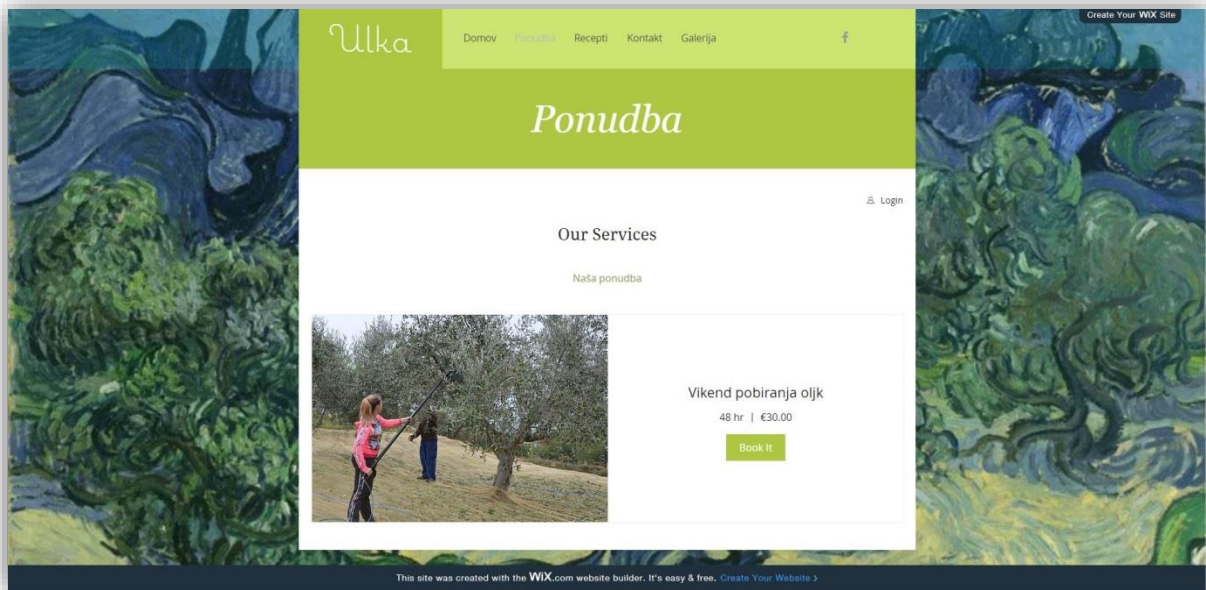 Create Your WiX Site
Ulka
Domov Ponudba Recepti Kontakt Galerija
Ponudba
Login
Our Services
Naša ponudba
Vikend pobiranja oljk
48 hr | €30.00
Book It
This site was created with the WiX.com website builder. It's easy & free. Create Your Website >